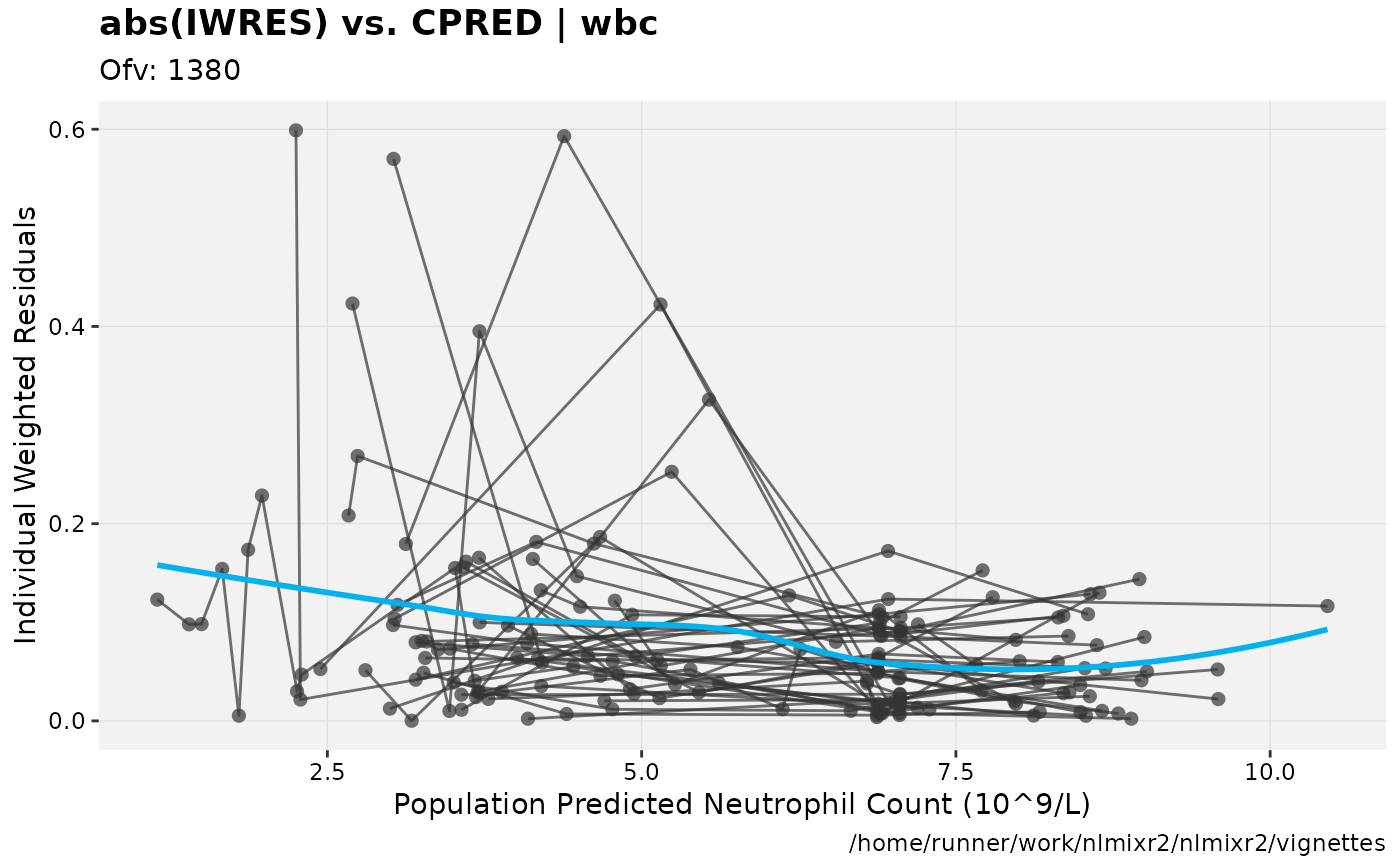 abs(IWRES) vs. CPRED | wbc
Ofv: 1380
Individual Weighted Residuals
0.6
0.4
0.2
0.0
2.5 5.0 7.5 10.0
Population Predicted Neutrophil Count (10^9/L)
/home/runner/work/nlmixr2/nlmixr2/vignettes